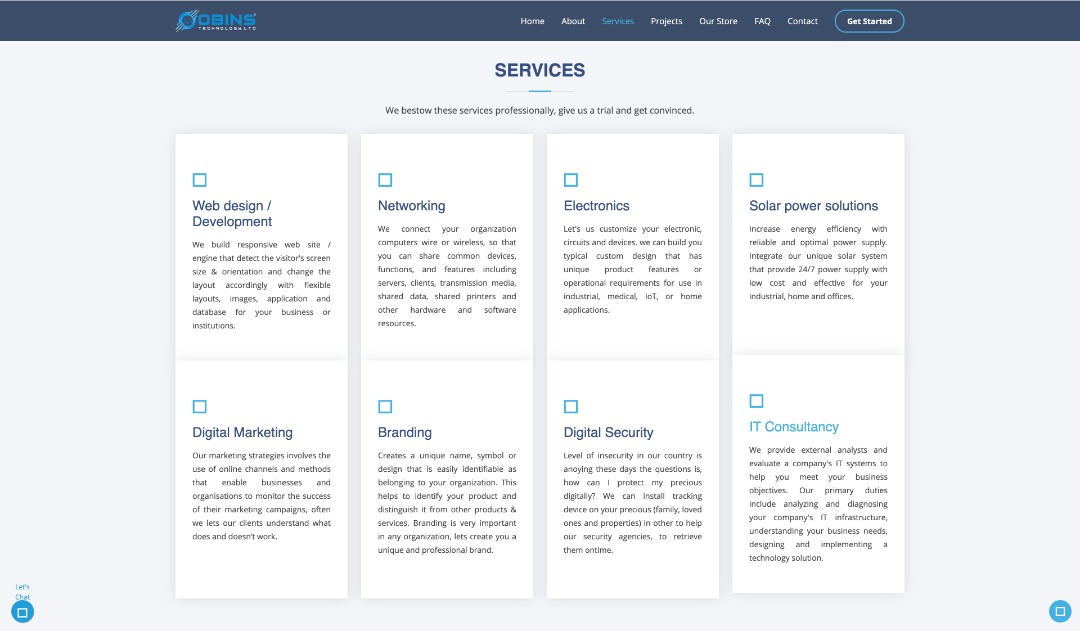 OBINS
TECHNOLOGY LTD
Home About Services Projects Our Store FAQ Contact Get Started
SERVICES
We bestow these services professionally, give us a trial and get convinced.
Web design /
Development
We build responsive web site /
engine that detect the visitor's screen
size & orientation and change the
layout accordingly with flexible
layouts, images, application and
database for your business or
institutions.
Networking
We connect your organization
computers wire or wireless, so that
you can share common devices,
functions, and features including
servers, clients, transmission media,
shared data, shared printers and
other hardware and software
resources.
Electronics
Let's us customize your electronic,
circuits and devices. we can build you
typical custom design that has
unique product features or
operational requirements for use in
industrial, medical, IoT, or home
applications.
Solar power solutions
Increase energy efficiency with
reliable and optimal power supply.
Integrate our unique solar system
that provide 24/7 power supply with
low cost and effective for your
industrial, home and offices.
Digital Marketing
Our marketing strategies involves the
use of online channels and methods
that enable businesses and
organisations to monitor the success
of their marketing campaigns, often
we lets our clients understand what
does and doesn't work.
Branding
Creates a unique name, symbol or
design that is easily identifiable as
belonging to your organization. This
helps to identify your product and
distinguish it from other products &
services. Branding is very important
in any organization, lets create you a
unique and professional brand.
Digital Security
Level of insecurity in our country is
anoying these days the questions is,
how can I protect my precious
digitally? We can install tracking
device on your precious (family, loved
ones and properties) in other to help
our security agencies, to retrieve
them ontime.
IT Consultancy
We provide external analysts and
evaluate a company's IT systems to
help you meet your business
objectives. Our primary duties
include analyzing and diagnosing
your company's IT infrastructure,
understanding your business needs,
designing and implementing a
technology solution.
Let's
Chat